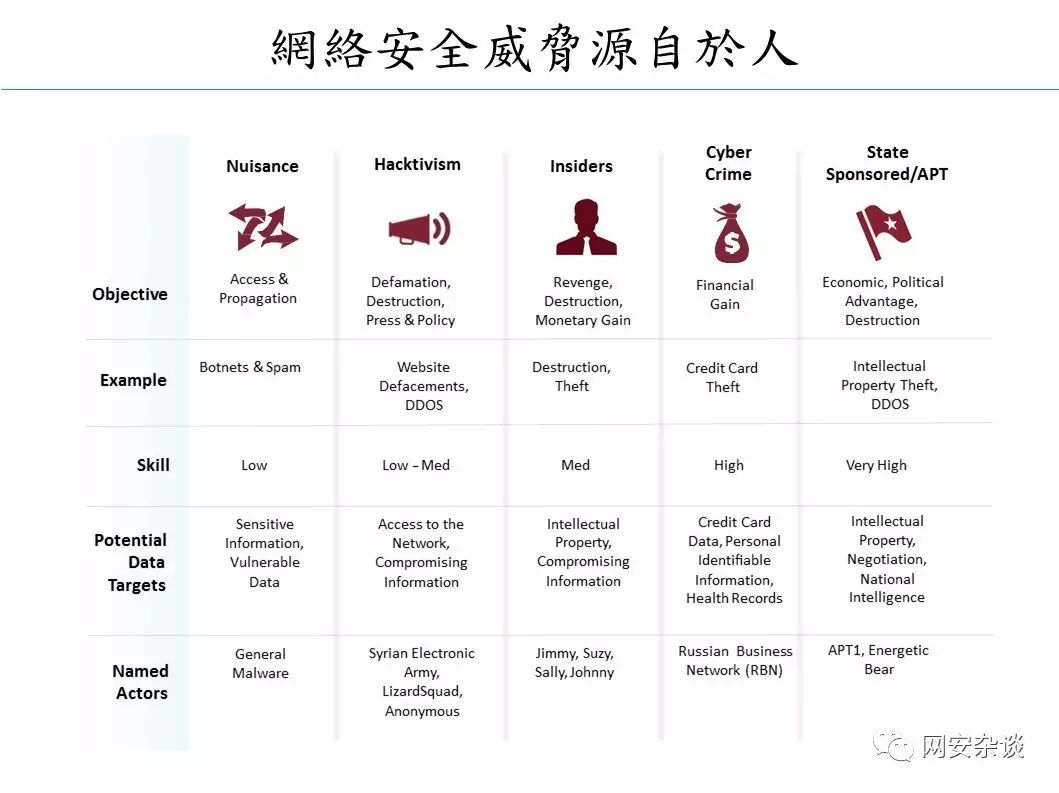 網絡安全威脅源自於人
Nuisance
Hacktivism
Insiders
Cyber
Crime
State
Sponsored/APT
$
Objective
Access &
Propagation
Defamation,
Destruction,
Press & Policy
Revenge,
Destruction,
Monetary Gain
Financial
Gain
Economic, Political
Advantage,
Destruction
Example
Botnets & Spam
Website
Defacements,
DDOS
Destruction,
Theft
Credit Card
Theft
Intellectual
Property Theft,
DDOS
Skill
Low
Low – Med
Med
High
Very High
Potential
Data
Targets
Sensitive
Information,
Vulnerable
Data
Access to the
Network,
Compromising
Information
Intellectual
Property,
Compromising
Information
Credit Card
Data, Personal
Identifiable
Information,
Health Records
Intellectual
Property,
Negotiation,
National
Intelligence
Named
Actors
General
Malware
Syrian Electronic
Army,
LizardSquad,
Anonymous
Jimmy, Suzy,
Sally, Johnny
Russian Business
Network (RBN)
APT1, Energetic
Bear
网安杂谈